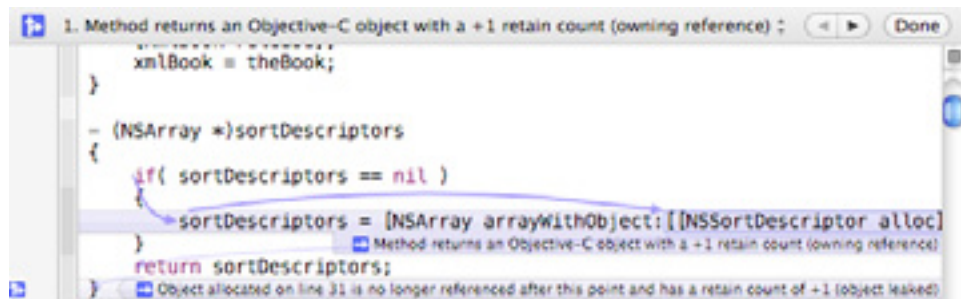 1. Method returns an Objective-C object with a +1 retain count (owning reference)
Done
xmlBook = theBook;
}
- (NSArray *)sortDescriptors
{
if( sortDescriptors == nil )
{
sortDescriptors = [NSArray arrayWithObject:[[NSSortDescriptor alloc]
Method returns an Objective-C object with a +1 retain count (owning reference)
}
return sortDescriptors;
}
Object allocated on line 31 is no longer referenced after this point and has a retain count of +1 (object leaked)